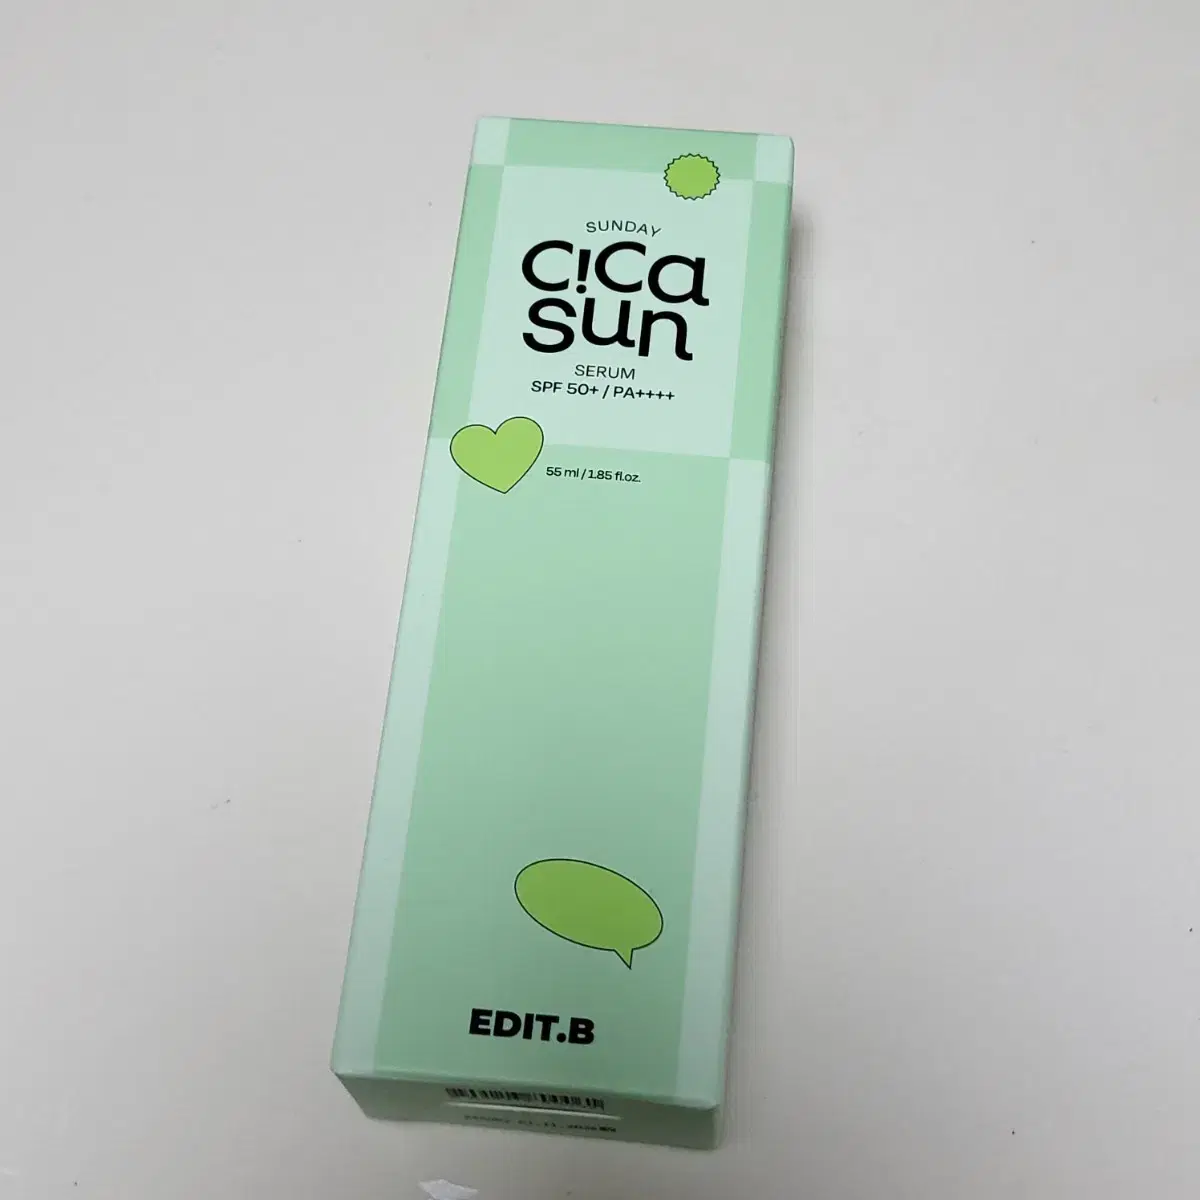 SUNDAY
c!ca
sun
SERUM
SPF 50+ / PA++++
55 ml / 1.85 fl.oz.
EDIT.B